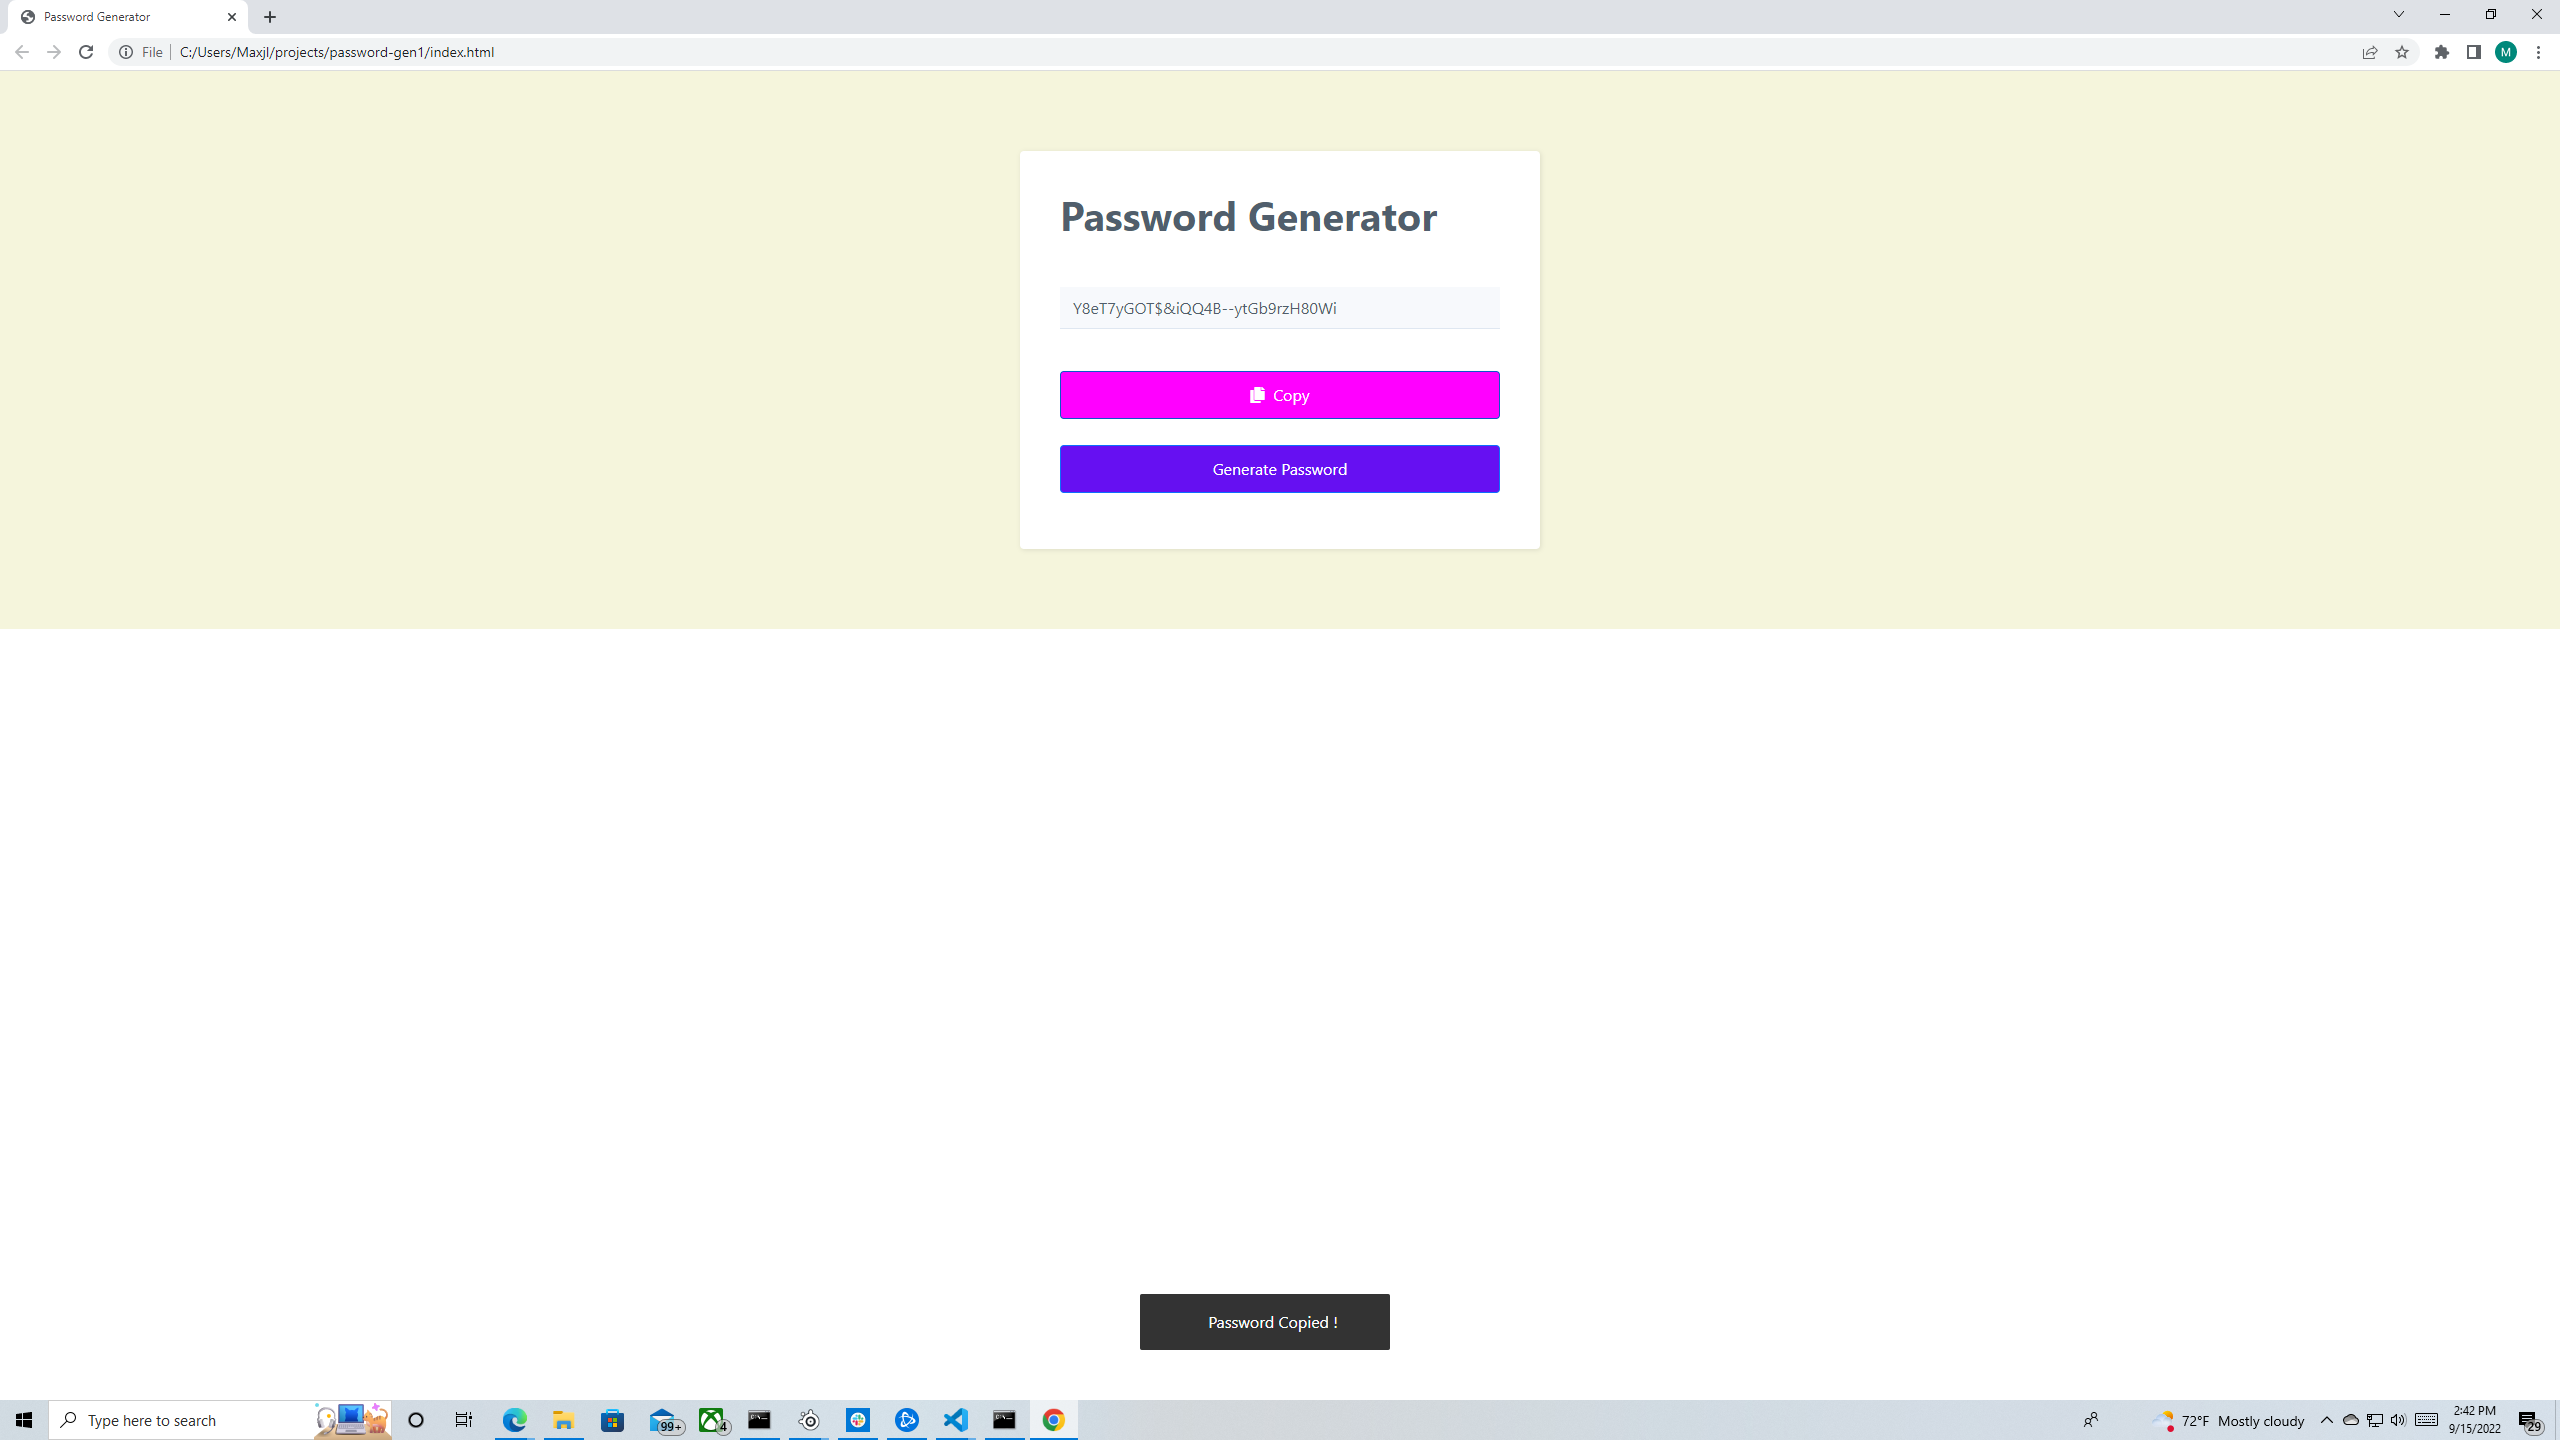 Password Generator
File
C:/Users/Maxjl/projects/password-gen1/index.html
M
Password Generator
Y8eT7yGOT$&iQQ4B--ytGb9rzH80Wi
Copy
Generate Password
Password Copied !
Type here to search
99+
4
72°F Mostly cloudy
2:42 PM
9/15/2022
29